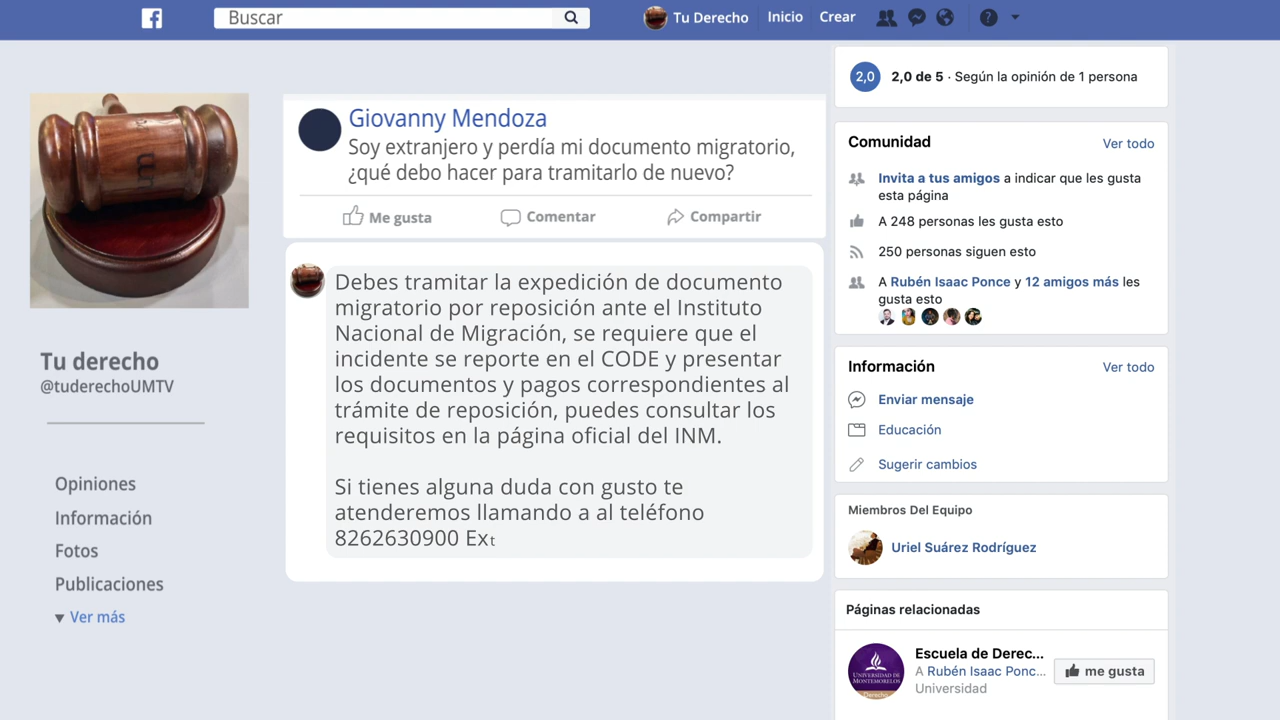 Buscar
Tu Derecho
Inicio
Crear
Tu derecho
@tuderechoUMTV
Opiniones
Información
Fotos
Publicaciones
Ver más
Giovanny Mendoza
Soy extranjero y perdía mi documento migratorio,
¿qué debo hacer para tramitarlo de nuevo?
Me gusta
Comentar
Compartir
Debes tramitar la expedición de documento
migratorio por reposición ante el Instituto
Nacional de Migración, se requiere que el
incidente se reporte en el CODE y presentar
los documentos y pagos correspondientes al
trámite de reposición, puedes consultar los
requisitos en la página oficial del INM.
Si tienes alguna duda con gusto te
atenderemos llamando a al teléfono
8262630900 Ext
2,0 2,0 de 5 · Según la opinión de 1 persona
Comunidad
Ver todo
Invita a tus amigos a indicar que les gusta
esta página
A 248 personas les gusta esto
250 personas siguen esto
A Rubén Isaac Ponce y 12 amigos más les
gusta esto
Información
Ver todo
Enviar mensaje
Educación
Sugerir cambios
Miembros Del Equipo
Uriel Suárez Rodríguez
Páginas relacionadas
UNIVERSIDAD DE
MONTEMORELOS
Derecho
Escuela de Derec...
A Rubén Isaac Ponc...
Universidad
me gusta